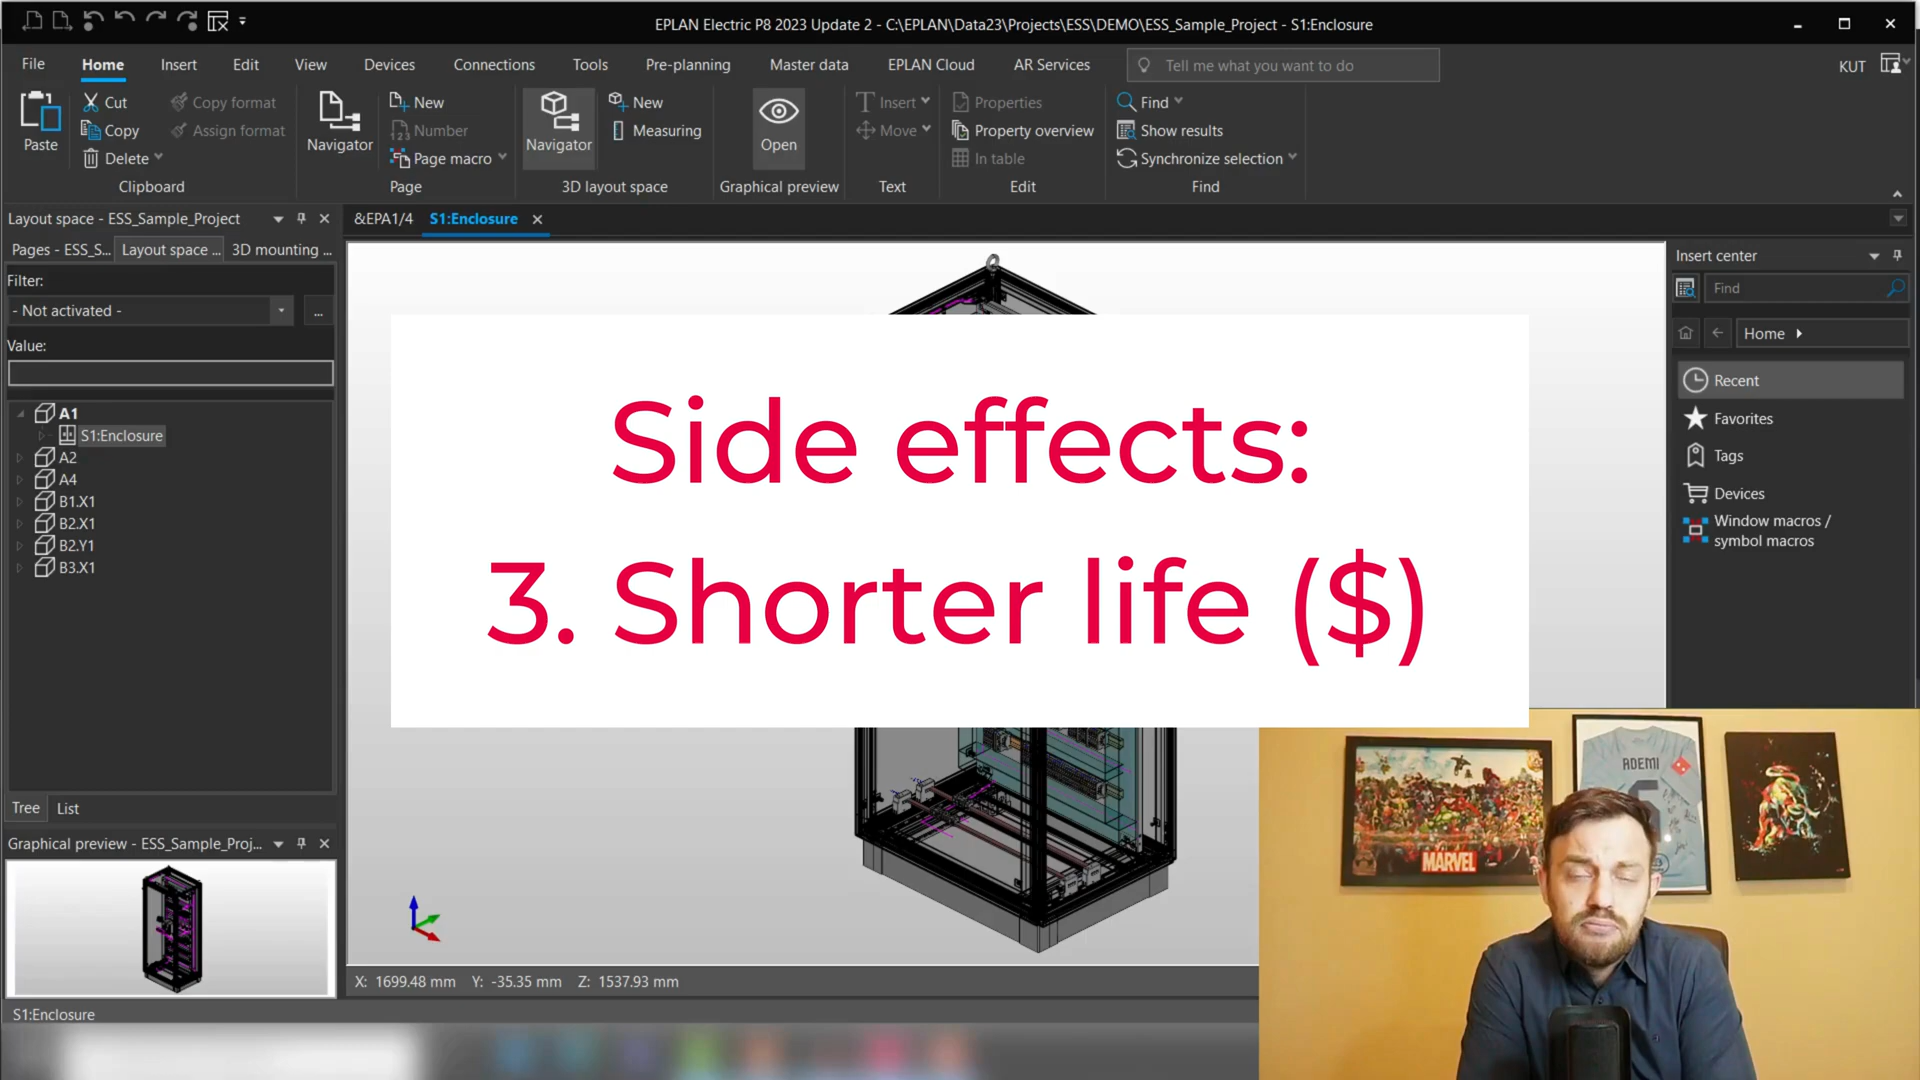 EPLAN Electric P8 2023 Update 2 - C:\EPLAN\Data23\Projects\ESS\DEMO\ESS_Sample_Project - S1:Enclosure
File
Home
Insert
Edit
View
Devices
Connections
Tools
Pre-planning
Master data
EPLAN Cloud
AR Services
Tell me what you want to do
KUT
Paste
Cut
Copy
Delete
Copy format
Assign format
Clipboard
Navigator
New
Number
Page macro
Page
Navigator
New
Measuring
3D layout space
Open
Graphical preview
Insert
Move
Text
Properties
Property overview
In table
Edit
Find
Show results
Synchronize selection
Find
Layout space - ESS_Sample_Project
&EPA1/4
S1:Enclosure
Pages - ESS_S...
Layout space ...
3D mounting ...
Filter:
- Not activated -
...
Value:
A1
S1:Enclosure
A2
A4
B1.X1
B2.X1
B2.Y1
B3.X1
Tree
List
Graphical preview - ESS_Sample_Proj...
S1:Enclosure
Side effects:
3. Shorter life ($)
X: 1699.48 mm Y: -35.35 mm Z: 1537.93 mm
Insert center
Find
Home
Recent
Favorites
Tags
Devices
Window macros /
symbol macros
MARVEL
ADEMI